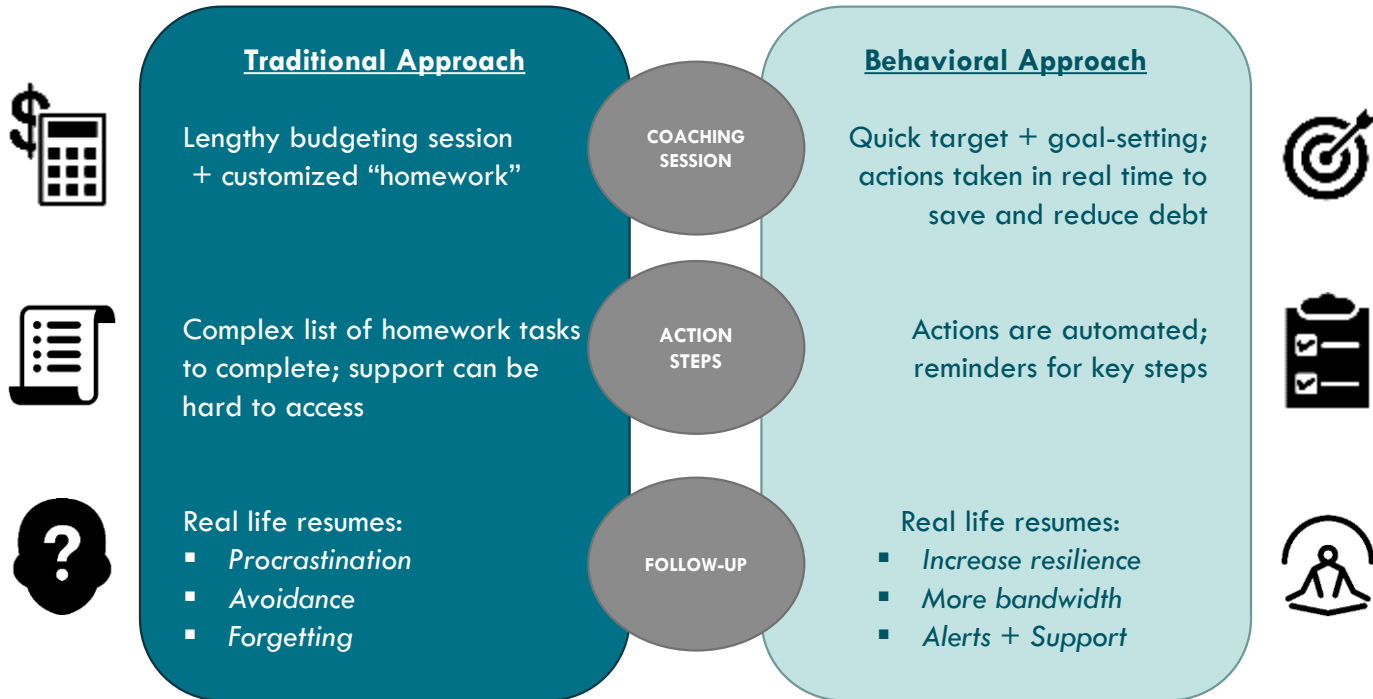 Traditional Approach
Lengthy budgeting session
+ customized “homework”
Complex list of homework tasks
to complete; support can be
hard to access
Real life resumes:
▪ Procrastination
▪ Avoidance
▪ Forgetting
COACHING
SESSION
ACTION
STEPS
FOLLOW-UP
Behavioral Approach
Quick target + goal-setting;
actions taken in real time to
save and reduce debt
Actions are automated;
reminders for key steps
Real life resumes:
▪ Increase resilience
▪ More bandwidth
▪ Alerts + Support
$
?